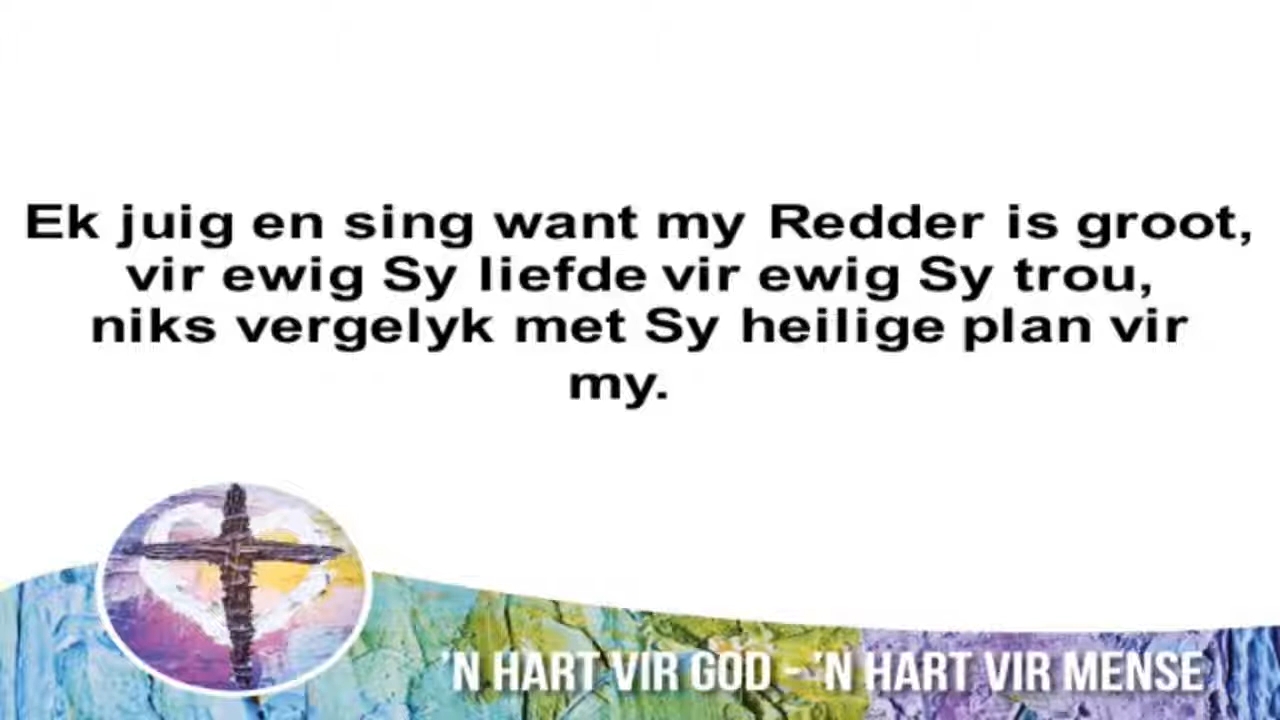 Ek juig en sing want my Redder is groot,
vir ewig Sy liefde vir ewig Sy trou,
niks vergelyk met Sy heilige plan vir
my.
'N HART VIR GOD - 'N HART VIR MENSE